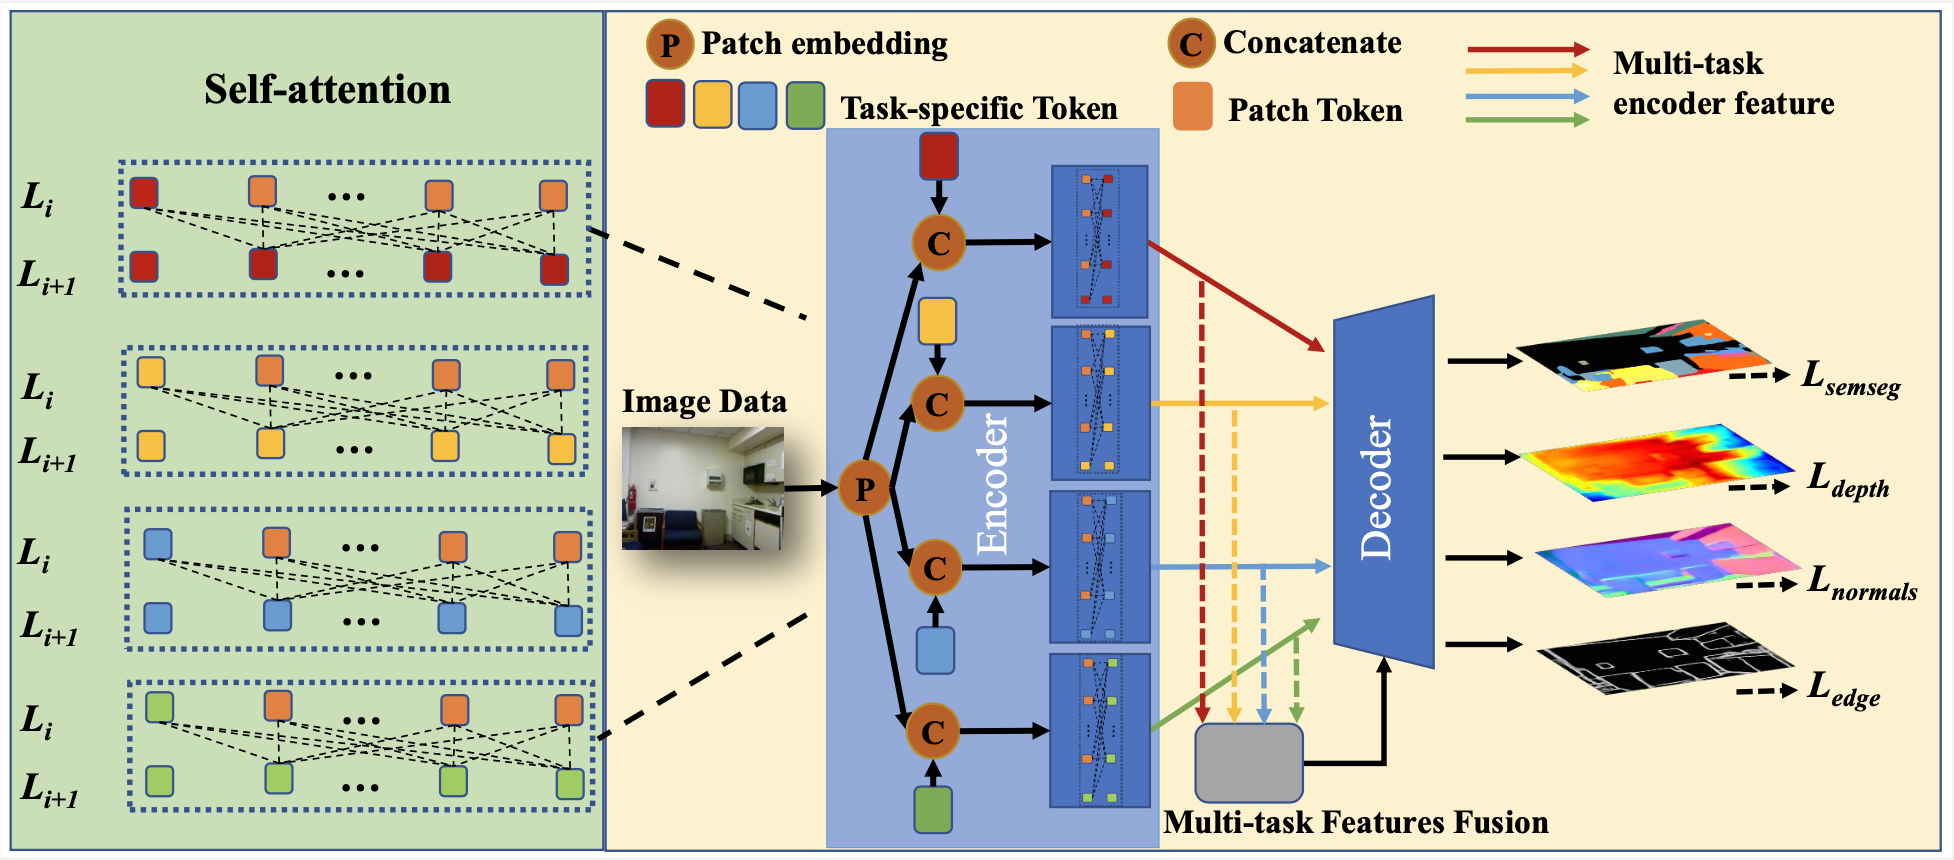 Self-attention
L_i
L_{i+1}
L_i
L_{i+1}
L_i
L_{i+1}
L_i
L_{i+1}
P Patch embedding
C Concatenate
Task-specific Token
Patch Token
Multi-task
encoder feature
Image Data
P
C
C
C
C
Encoder
Decoder
Multi-task Features Fusion
L_{semseg}
L_{depth}
L_{normals}
L_{edge}